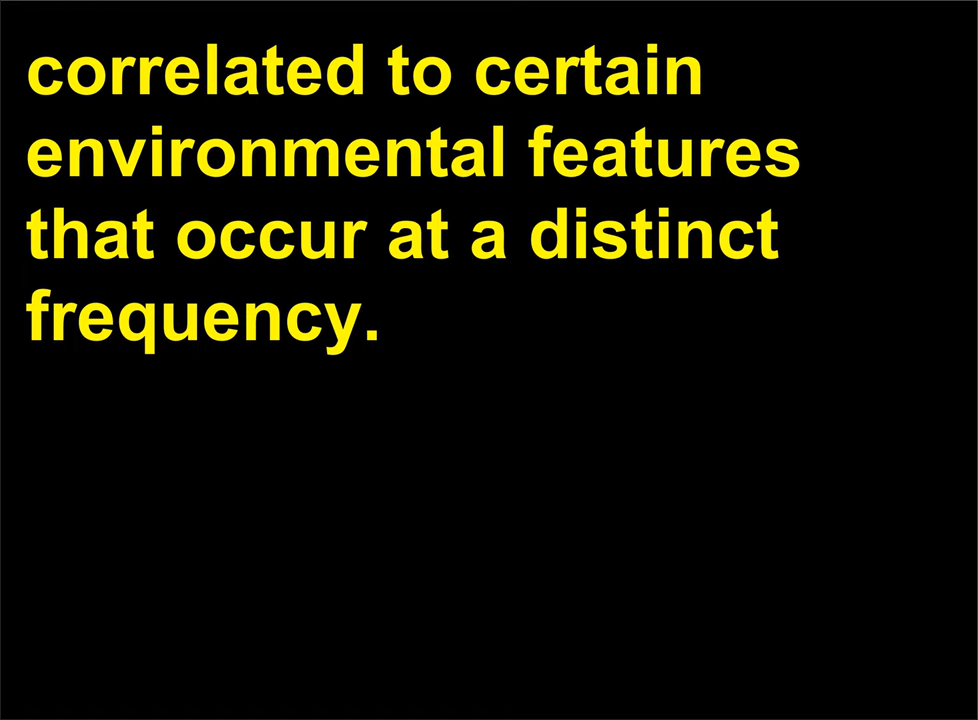 correlated to certain
environmental features
that occur at a distinct
frequency.